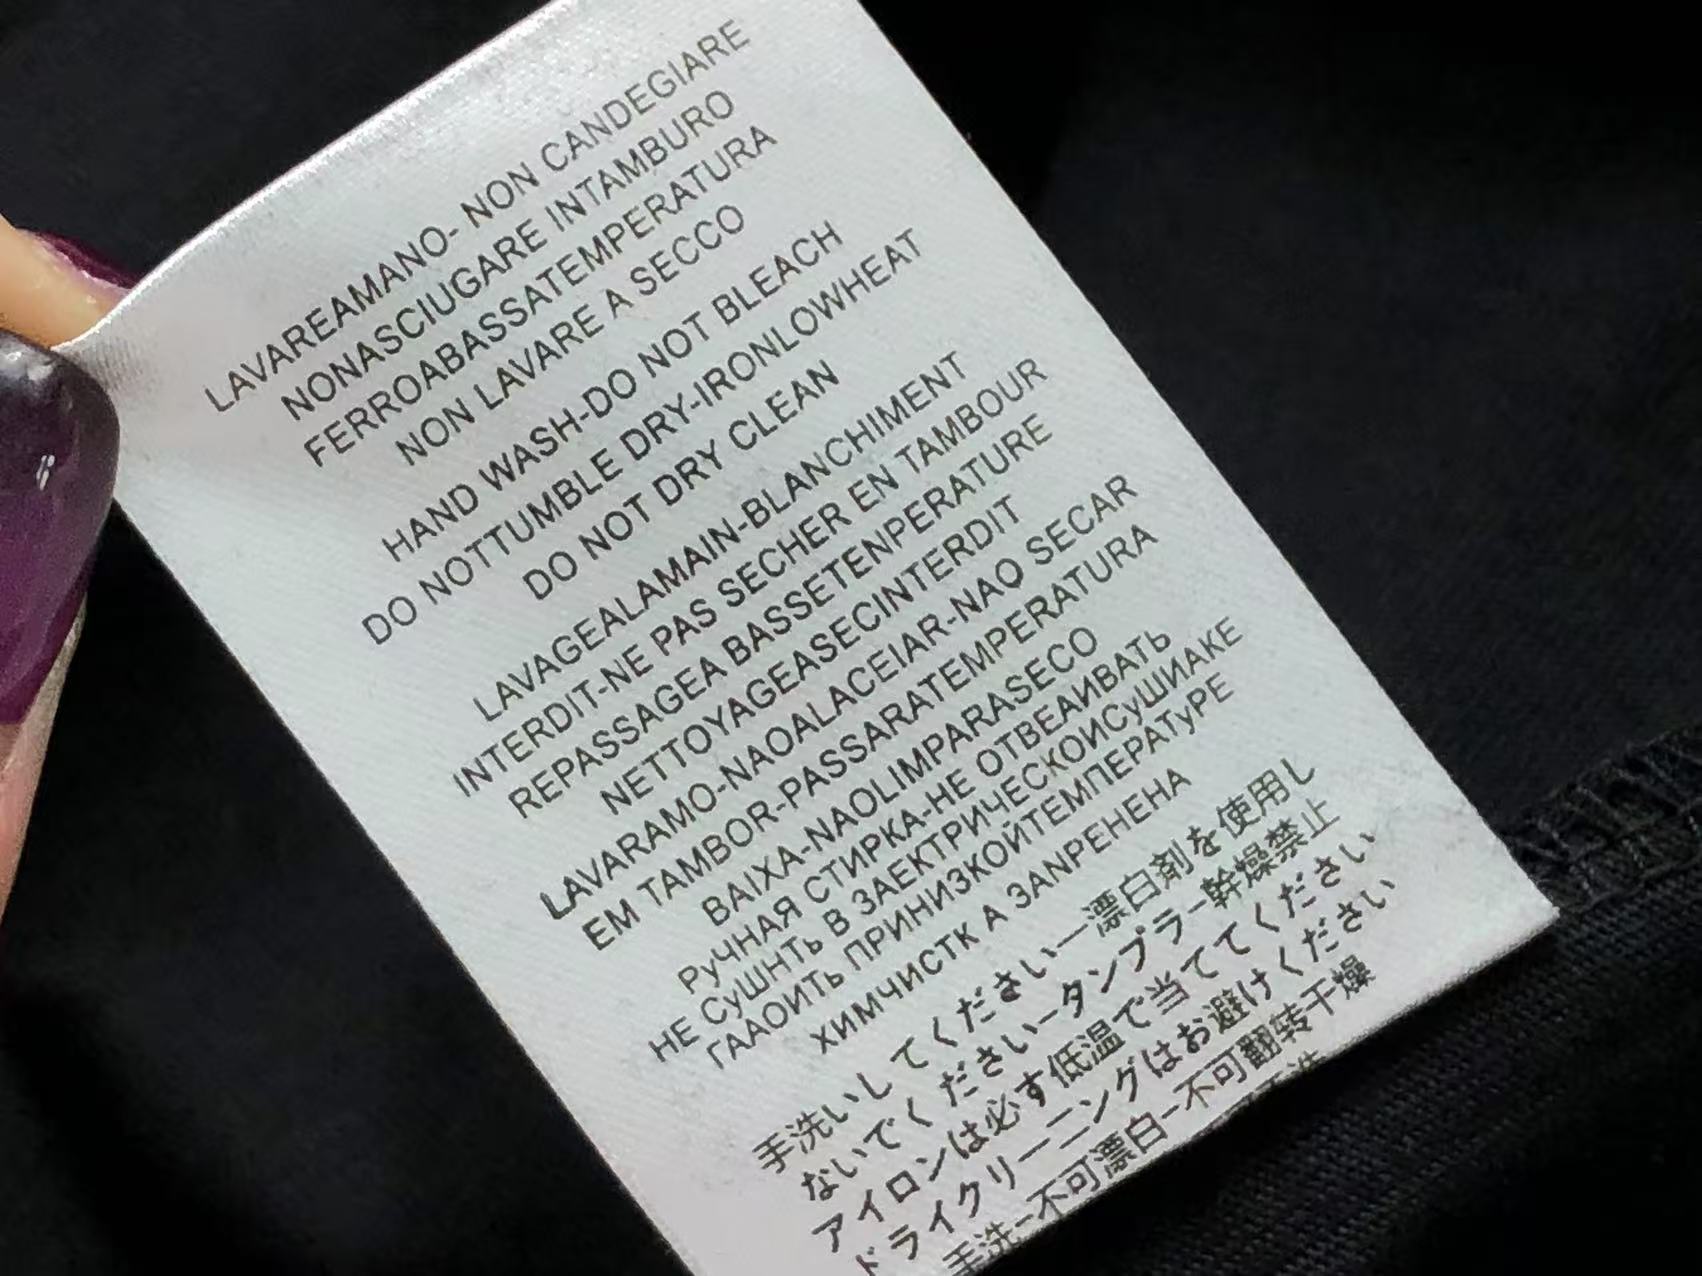 LAVAREAMANO- NON CANDEGIARE
NONASCIUGARE INTAMBURO
FERROABASSATEMPERATURA
NON LAVARE A SECCO
HAND WASH-DO NOT BLEACH
DO NOTTUMBLE DRY-IRONLOWHEAT
DO NOT DRY CLEAN
LAVAGEALAMAIN-BLANCHIMENT
INTERDIT-NE PAS SECHER EN TAMBOUR
REPASSAGEA BASSETENPERATURE
NETTOYAGEASECINTERDIT
LAVARAMO-NAOALACEIAR-NAO SECAR
EM TAMBOR-PASSARATEMPERATURA
BAIXA-NAOLIMPARASECO
РуЧНАЯ СТИРКА-НЕ ОТВЕАИВАТЬ
НЕ СуШНТЬ В ЗАЕКТРИЧЕСКОИСуШИАКЕ
ГААОИТЬ ПРИНИЗКОЙТЕМПЕРАТуРЕ
ХИМЧИСТК А ЗАNPEHEHA
手洗いし てください一漂白剤を使用し
ないでく ださいータンプラー幹燥禁止
アイロンは必す低温で当ててください
ドライクリーニングはお避けください
手洗-不可漂白-不可翻转干燥